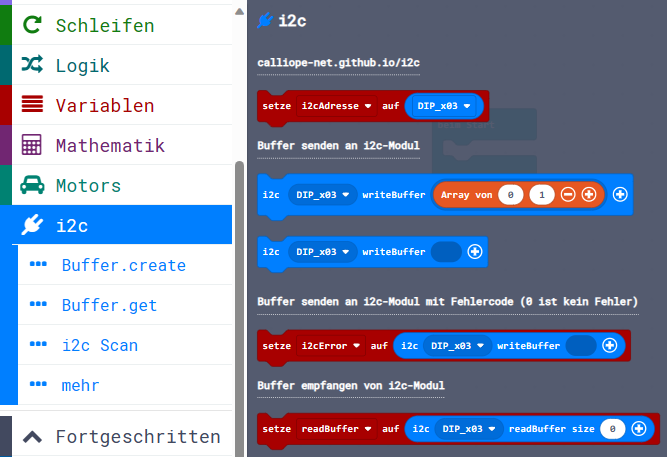 Schleifen
Logik
Variablen
Mathematik
Motors
i2c
Buffer.create
Buffer.get
i2c Scan
mehr
Fortgeschritten
i2c
calliope-net.github.io/i2c
setze i2cAdresse auf DIP_x03
Buffer senden an i2c-Modul
i2c DIP_x03 writeBuffer Array von 0 1
i2c DIP_x03 writeBuffer
Buffer senden an i2c-Modul mit Fehlercode (0 ist kein Fehler)
setze i2cError auf i2c DIP_x03 writeBuffer
Buffer empfangen von i2c-Modul
setze readBuffer auf i2c DIP_x03 readBuffer size 0